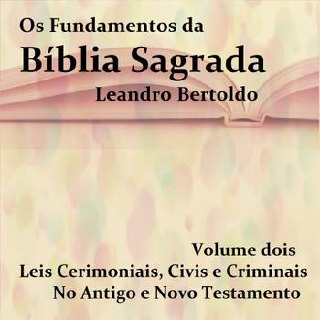 Os Fundamentos da
Bíblia Sagrada
Leandro Bertoldo
Volume dois
Leis Cerimoniais, Civis e Criminais
No Antigo e Novo Testamento